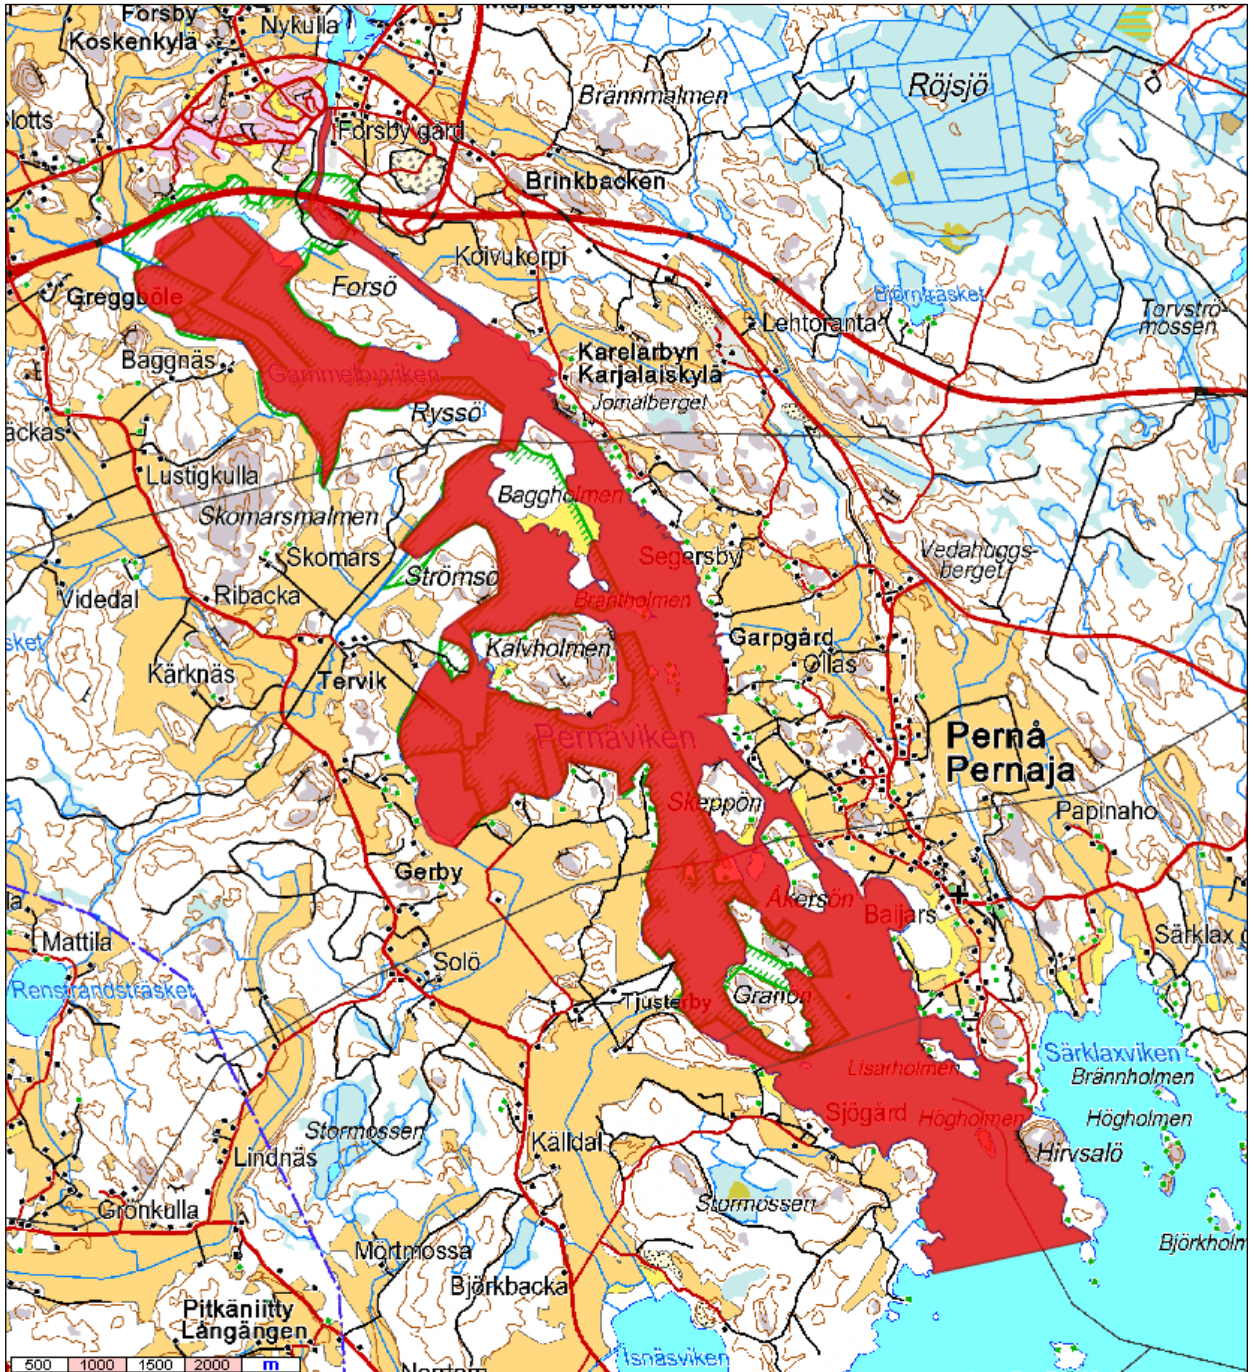 Forsby
Nykulla
Koskenkylä
Röjsjö
Brännmalmen
lotts
Forsby gård
Brinkbacken
Koivukorpi
Forsö
Greggböle
Björnträsket
Torvströ-
mossen
Lehtoranta
Baggnäs
Karelarbyn
Karjalaiskylä
Gammelbyviken
Jomalberget
Ryssö
äckas
Lustigkulla
Baggholmen
Skomarsmalmen
Skomars
Segersby
Vedahuggs-
berget
Strömsö
Videdal
Ribacka
Brantholmen
sket
Garpgård
Kalvholmen
Ollas
Kärknäs
Tervik
Pernåviken
Pernå
Pernaja
Skeppön
Papinaho
Gerby
Åkersön
Baijars
Mattila
Särklax g
Solö
Renstrandsträsket
Granön
Tjusterby
Särklaxviken
Lisarholmen
Brännholmen
Sjögård
Högholmen
Högholmen
Stormossen
Källdal
Hirvsalö
Lindnäs
Stormossen
Grönkulla
Mörtmossa
Björkholm
Björkbacka
Pitkäniitty
Långängen
Isnäsviken
500 1000 1500 2000 m